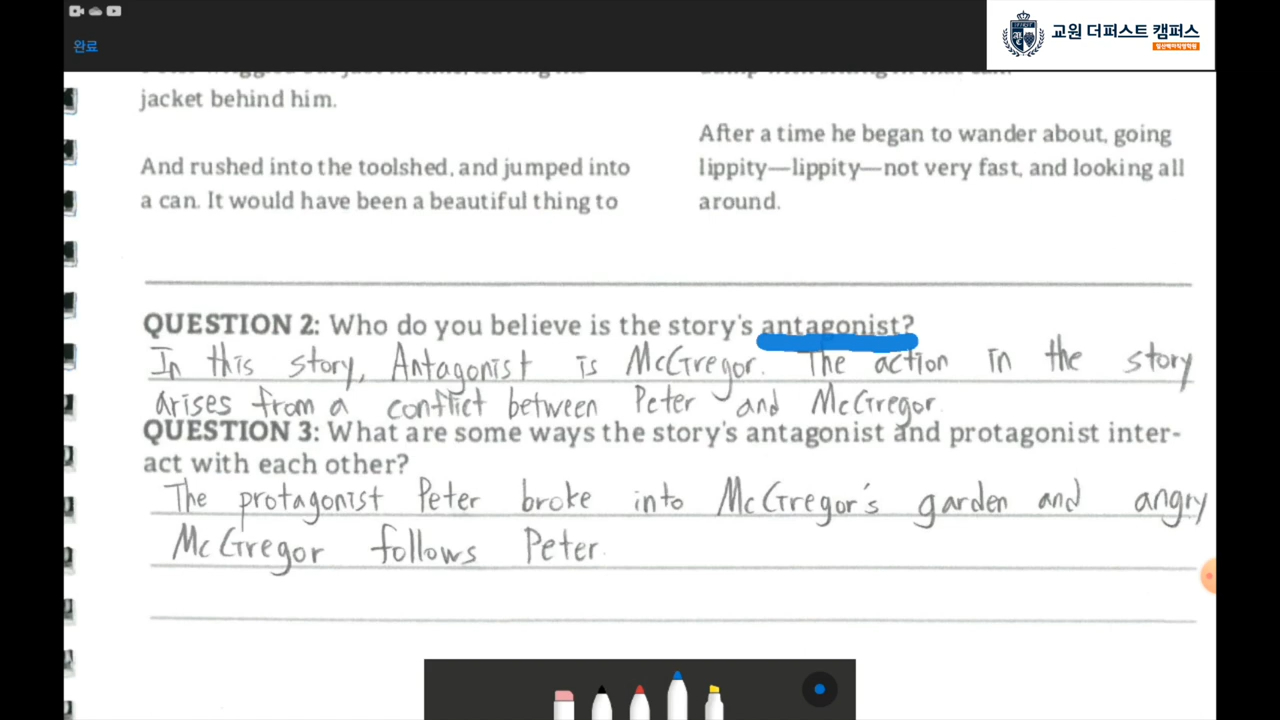 완료
교원 더퍼스트 캠퍼스
jacket behind him.
And rushed into the toolshed, and jumped into
a can. It would have been a beautiful thing to
After a time he began to wander about, going
lippity—lippity—not very fast, and looking all
around.
QUESTION 2: Who do you believe is the story's antagonist?
In this story, Antagonist is McGregor. The action in the story
arises from a conflict between Peter and McGregor.
QUESTION 3: What are some ways the story's antagonist and protagonist inter-
act with each other?
The protagonist Peter broke into McGregor's garden and angry
McGregor follows Peter.